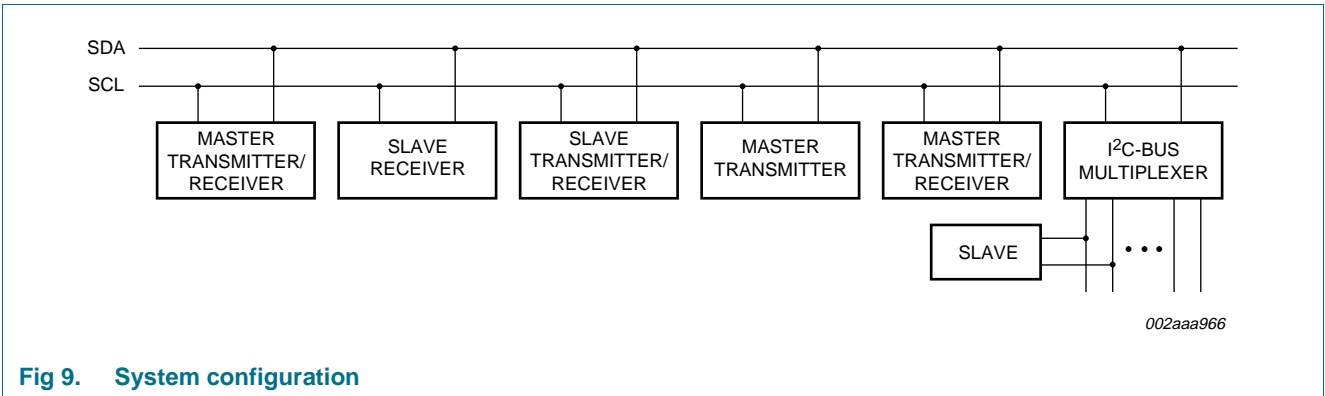 SDA
SCL
MASTER
TRANSMITTER/
RECEIVER
SLAVE
RECEIVER
SLAVE
TRANSMITTER/
RECEIVER
MASTER
TRANSMITTER
MASTER
TRANSMITTER/
RECEIVER
I²C-BUS
MULTIPLEXER
SLAVE
002aaa966
Fig 9. System configuration